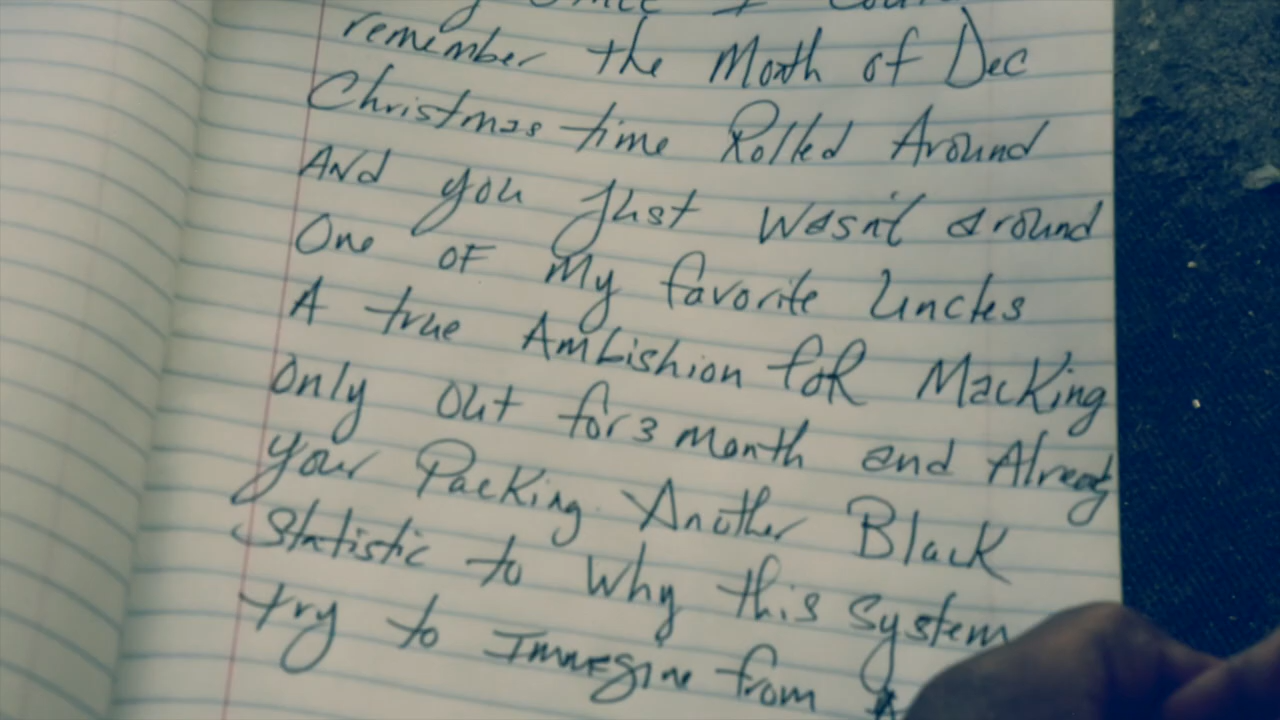 remember the Month of Dec
Christmas time Rolled Around
And you just wasn't around
One of My favorite Uncles
A true Ambishion foR Macking
Only out for 3 month and Already
your Packing Another Black
Statistic to Why this system
try to Immegine from